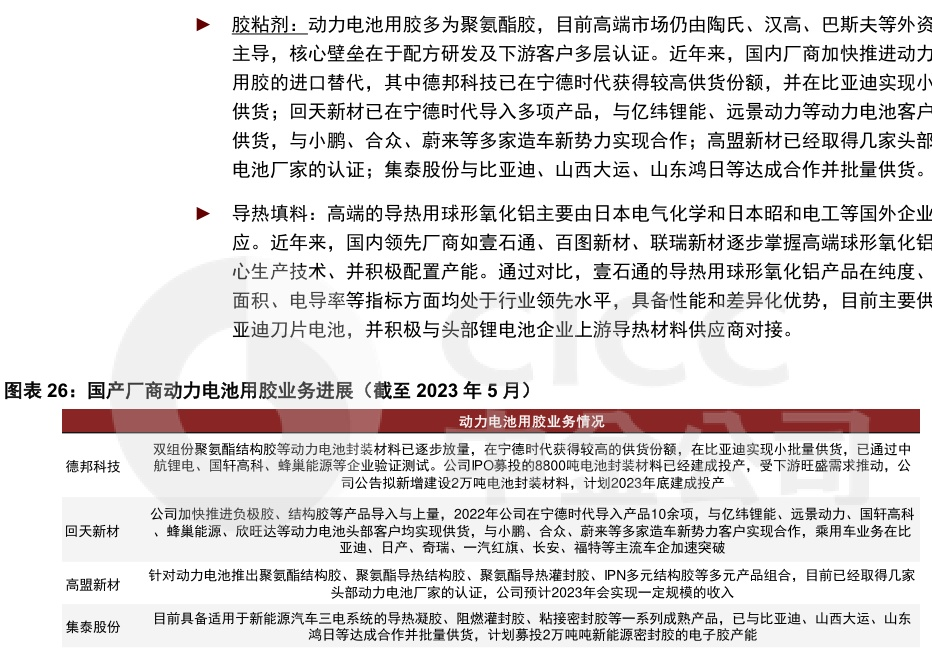 ► 胶粘剂：动力电池用胶多为聚氨酯胶，目前高端市场仍由陶氏、汉高、巴斯夫等外资
主导，核心壁垒在于配方研发及下游客户多层认证。近年来，国内厂商加快推进动力
用胶的进口替代，其中德邦科技已在宁德时代获得较高供货份额，并在比亚迪实现小
供货；回天新材已在宁德时代导入多项产品，与亿纬锂能、远景动力等动力电池客户
供货，与小鹏、合众、蔚来等多家造车新势力实现合作；高盟新材已经取得几家头部
电池厂家的认证；集泰股份与比亚迪、山西大运、山东鸿日等达成合作并批量供货。
► 导热填料：高端的导热用球形氧化铝主要由日本电气化学和日本昭和电工等国外企业
应。近年来，国内领先厂商如壹石通、百图新材、联瑞新材逐步掌握高端球形氧化铝
心生产技术、并积极配置产能。通过对比，壹石通的导热用球形氧化铝产品在纯度、
面积、电导率等指标方面均处于行业领先水平，具备性能和差异化优势，目前主要供
亚迪刀片电池，并积极与头部锂电池企业上游导热材料供应商对接。
CICC
中金公司
图表 26：国产厂商动力电池用胶业务进展（截至 2023 年 5 月）
动力电池用胶业务情况
德邦科技
双组份聚氨酯结构胶等动力电池封装材料已逐步放量，在宁德时代获得较高的供货份额，在比亚迪实现小批量供货，已通过中
航锂电、国轩高科、蜂巢能源等企业验证测试。公司IPO募投的8800吨电池封装材料已经建成投产，受下游旺盛需求推动，公
司公告拟新增建设2万吨电池封装材料，计划2023年底建成投产
回天新材
公司加快推进负极胶、结构胶等产品导入与上量，2022年公司在宁德时代导入产品10余项，与亿纬锂能、远景动力、国轩高科
、蜂巢能源、欣旺达等动力电池头部客户均实现供货，与小鹏、合众、蔚来等多家造车新势力客户实现合作，乘用车业务在比
亚迪、日产、奇瑞、一汽红旗、长安、福特等主流车企加速突破
高盟新材
针对动力电池推出聚氨酯结构胶、聚氨酯导热结构胶、聚氨酯导热灌封胶、IPN多元结构胶等多元产品组合，目前已经取得几家
头部动力电池厂家的认证，公司预计2023年会实现一定规模的收入
集泰股份
目前具备适用于新能源汽车三电系统的导热凝胶、阻燃灌封胶、粘接密封胶等一系列成熟产品，已与比亚迪、山西大运、山东
鸿日等达成合作并批量供货，计划募投2万吨吨新能源密封胶的电子胶产能